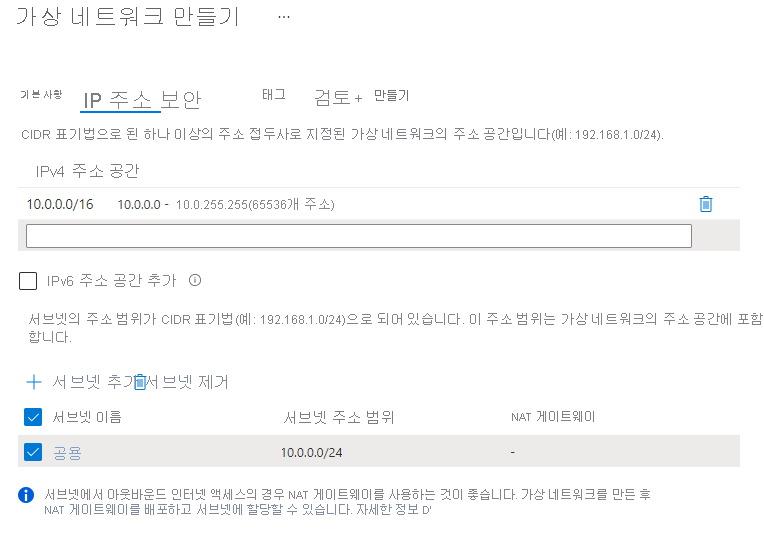 가상 네트워크 만들기 ...
기본 사항 IP 주소 보안 태그 검토 + 만들기
CIDR 표기법으로 된 하나 이상의 주소 접두사로 지정된 가상 네트워크의 주소 공간입니다(예: 192.168.1.0/24).
IPv4 주소 공간
10.0.0.0/16 10.0.0.0 - 10.0.255.255(65536개 주소)
IPv6 주소 공간 추가
서브넷의 주소 범위가 CIDR 표기법(예: 192.168.1.0/24)으로 되어 있습니다. 이 주소 범위는 가상 네트워크의 주소 공간에 포함
합니다.
서브넷 추가 서브넷 제거
서브넷 이름 서브넷 주소 범위 NAT 게이트웨이
공용 10.0.0.0/24 -
서브넷에서 아웃바운드 인터넷 액세스의 경우 NAT 게이트웨이를 사용하는 것이 좋습니다. 가상 네트워크를 만든 후
NAT 게이트웨이를 배포하고 서브넷에 할당할 수 있습니다. 자세한 정보 D'